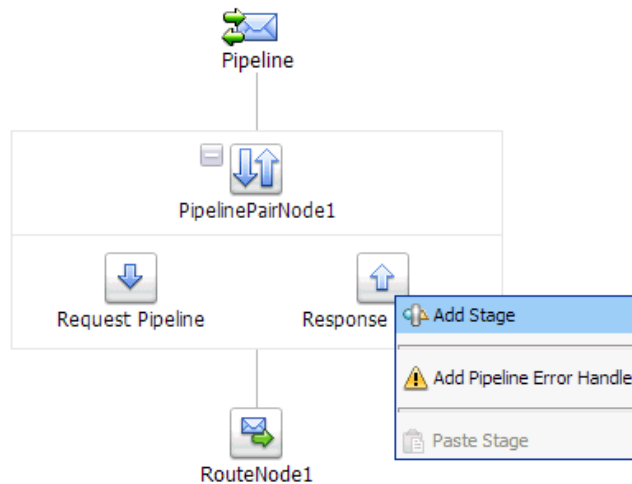 Pipeline
PipelinePairNode1
Request Pipeline
Response
Add Stage
Add Pipeline Error Handle
Paste Stage
RouteNode1